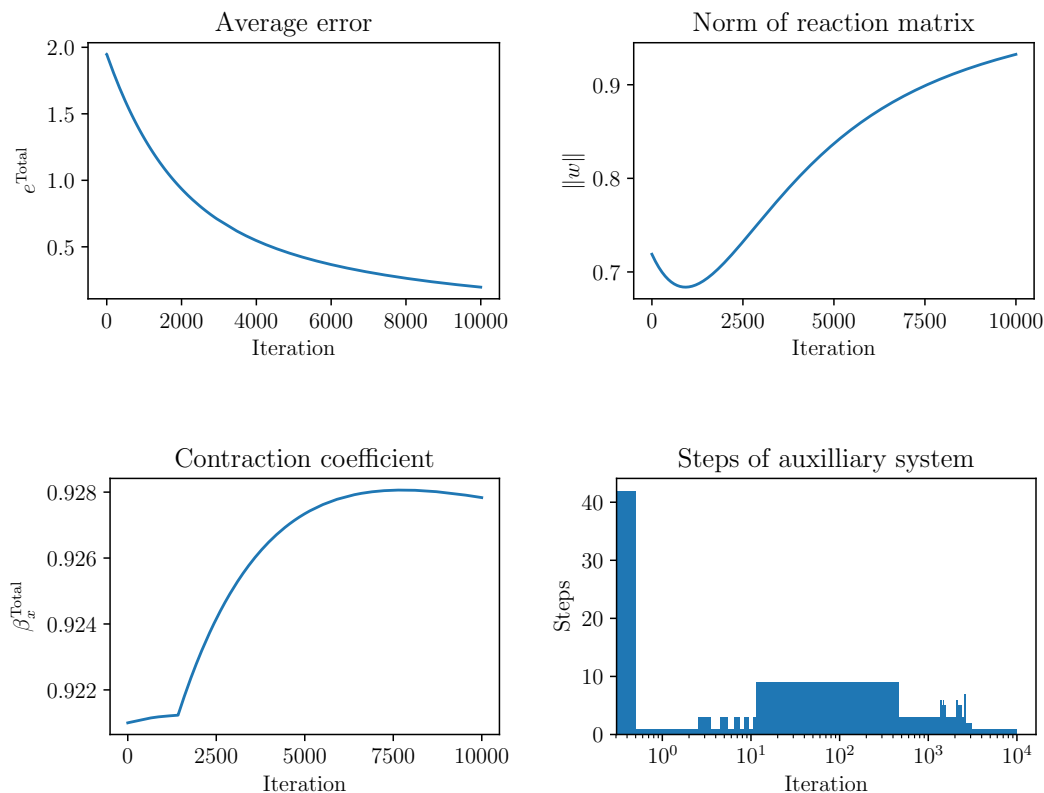 Average error
e^Total
2.0
1.5
1.0
0.5
0 2000 4000 6000 8000 10000
Iteration
Norm of reaction matrix
‖w‖
0.9
0.8
0.7
0 2500 5000 7500 10000
Iteration
Contraction coefficient
β_x^Total
0.928
0.926
0.924
0.922
0 2500 5000 7500 10000
Iteration
Steps of auxilliary system
Steps
40
30
20
10
0
10^0 10^1 10^2 10^3 10^4
Iteration